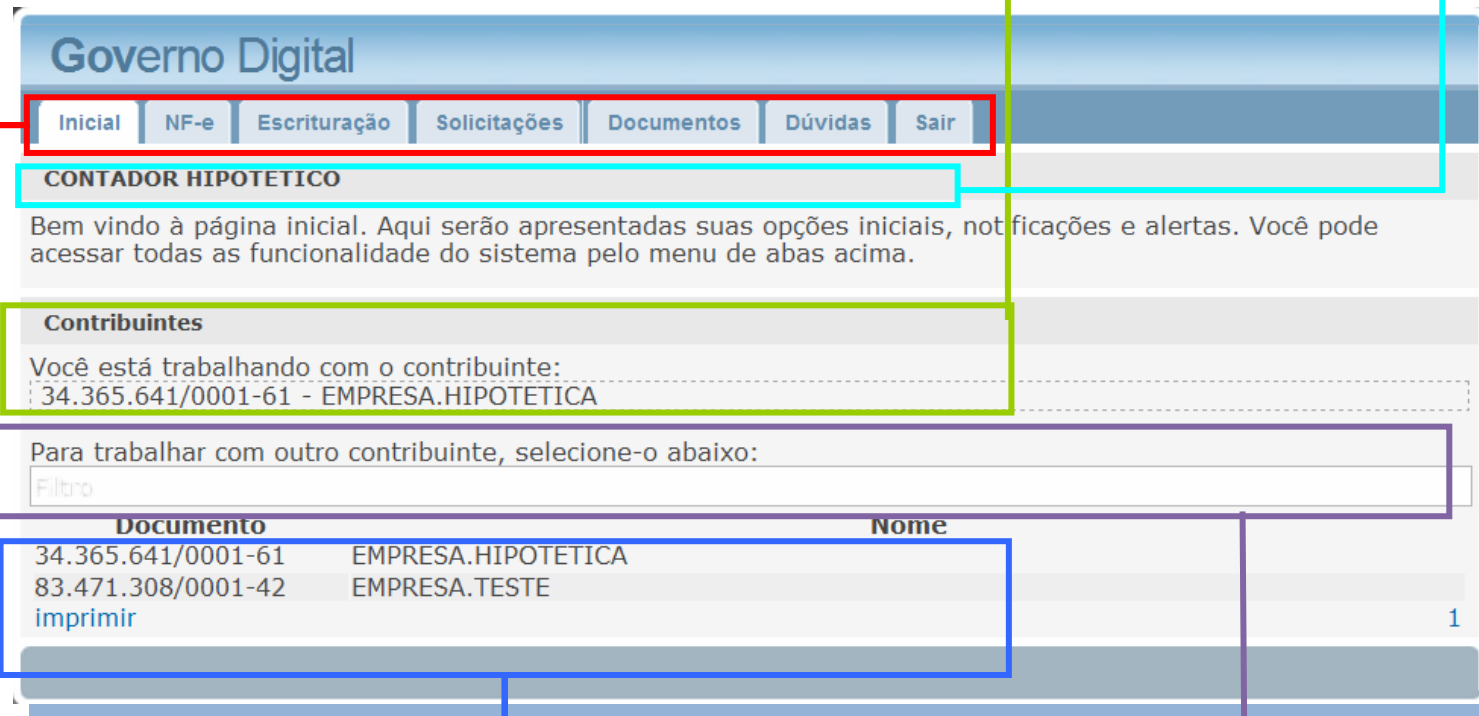 Governo Digital
Inicial NF-e Escrituração Solicitações Documentos Dúvidas Sair
CONTADOR HIPOTETICO
Bem vindo à página inicial. Aqui serão apresentadas suas opções iniciais, notificações e alertas. Você pode
acessar todas as funcionalidade do sistema pelo menu de abas acima.
Contribuintes
Você está trabalhando com o contribuinte:
34.365.641/0001-61 - EMPRESA.HIPOTETICA
Para trabalhar com outro contribuinte, selecione-o abaixo:
Filtro
Documento Nome
34.365.641/0001-61 EMPRESA.HIPOTETICA
83.471.308/0001-42 EMPRESA.TESTE
imprimir 1